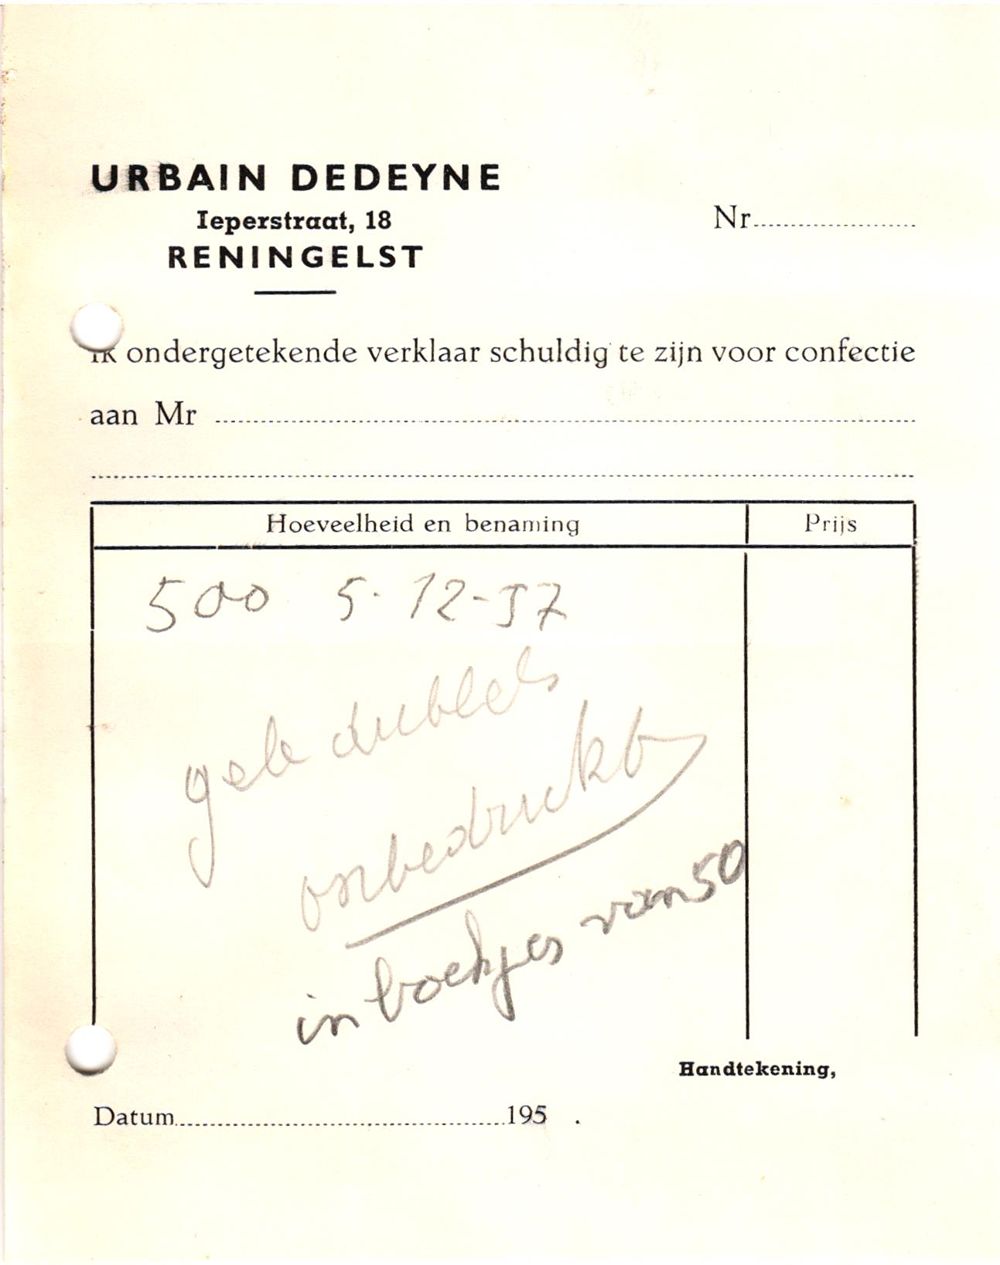 URBAIN DEDEYNE
Ieperstraat, 18
RENINGELST
Nr
Ik ondergetekende verklaar schuldig te zijn voor confectie
aan Mr
Hoeveelheid en benaming Prijs
500 5-12-57
gele dubbels
onbedrukt
in boekjes van 50
Handtekening,
Datum 195 .